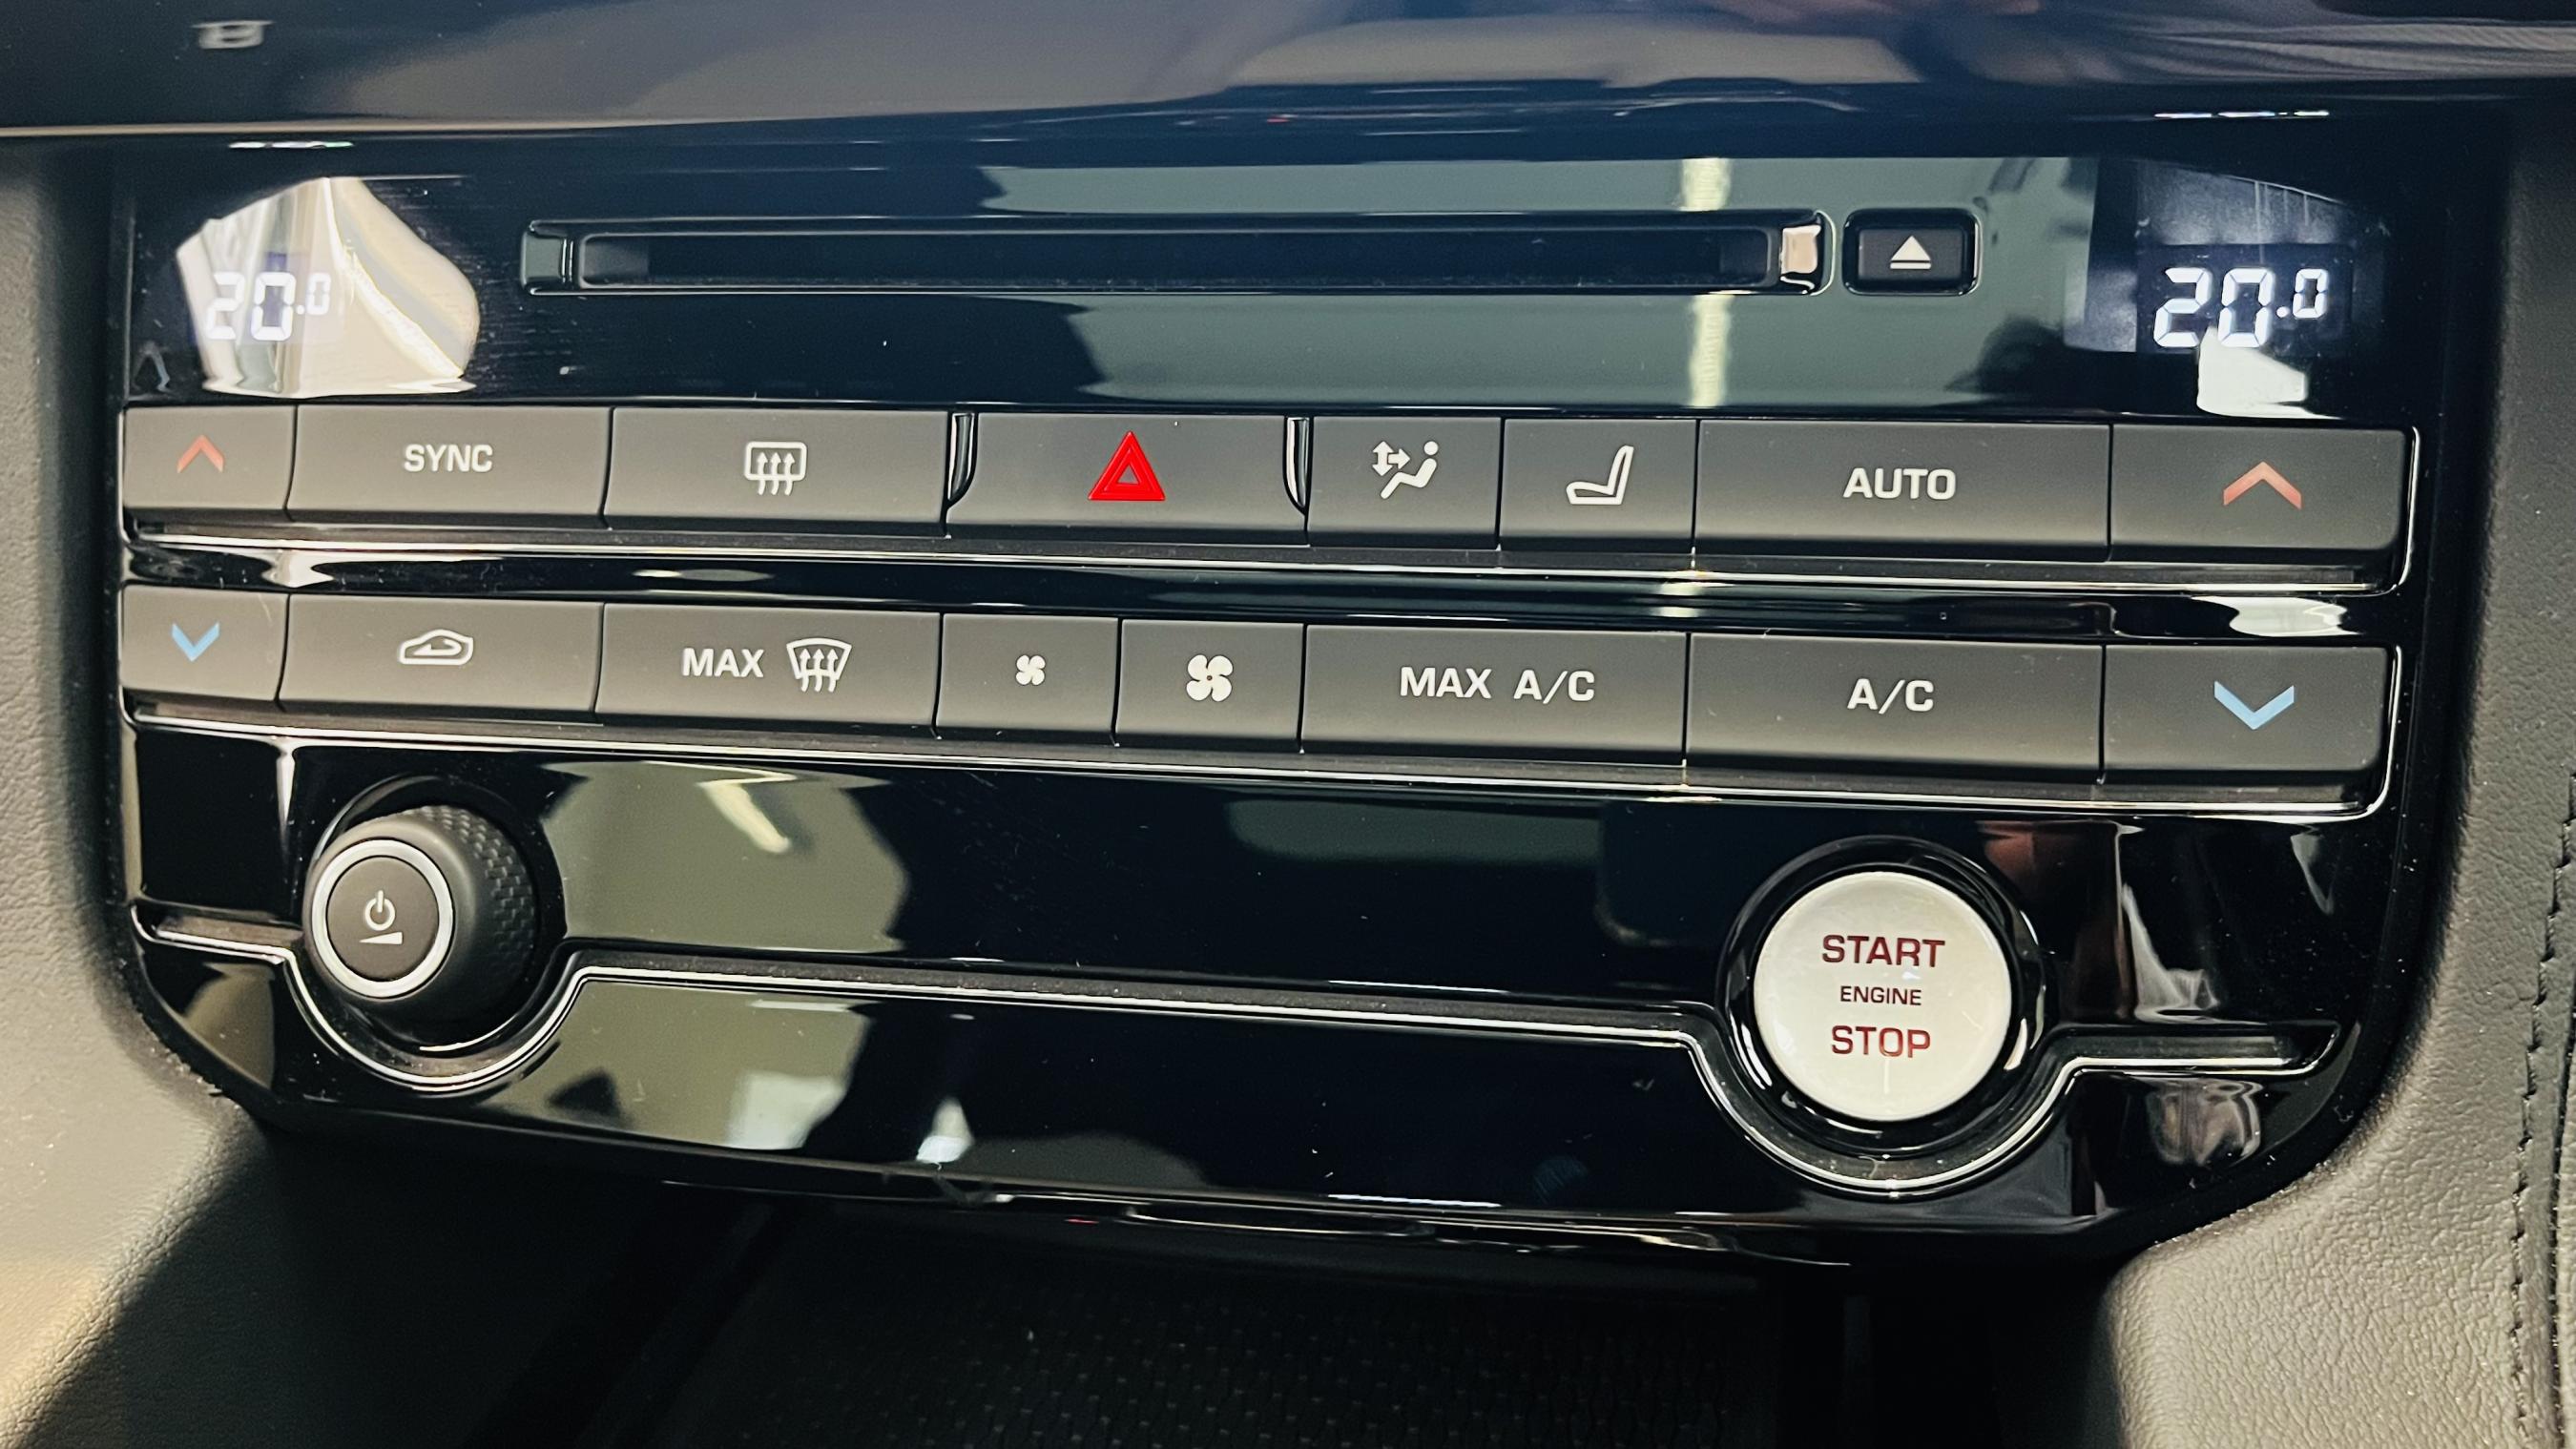 20.0
20.0
SYNC
AUTO
MAX
MAX A/C
A/C
START
ENGINE
STOP